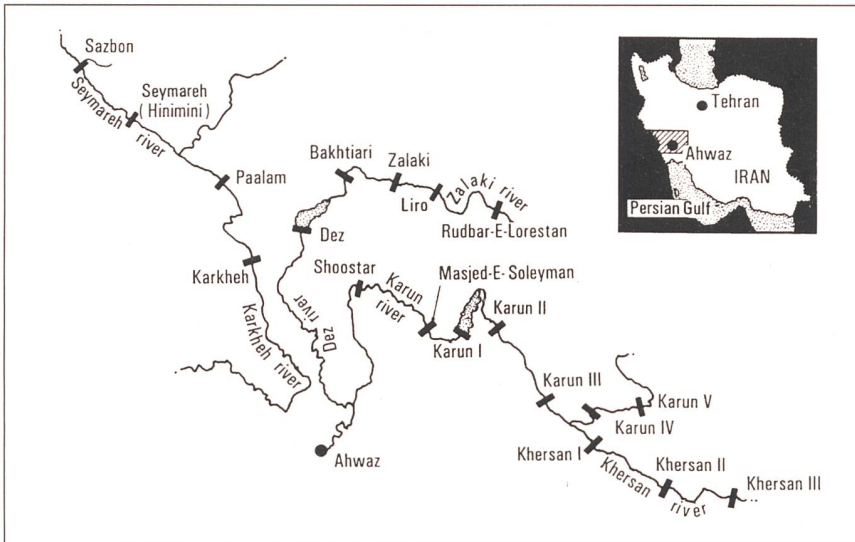 Sazbon
Seymareh
(Hinimini)
Seymareh
river
Paalam
Karkheh
Karkheh river
Bakhtiari
Zalaki
Liro
Zalaki river
Rudbar-E-Lorestan
Dez
Dez river
Shoostar
Karun
river
Masjed-E-Soleyman
Karun I
Karun II
Karun III
Karun IV
Karun V
Khersan I
Khersan
river
Khersan II
Khersan III
Ahwaz
Tehran
Ahwaz
IRAN
Persian Gulf